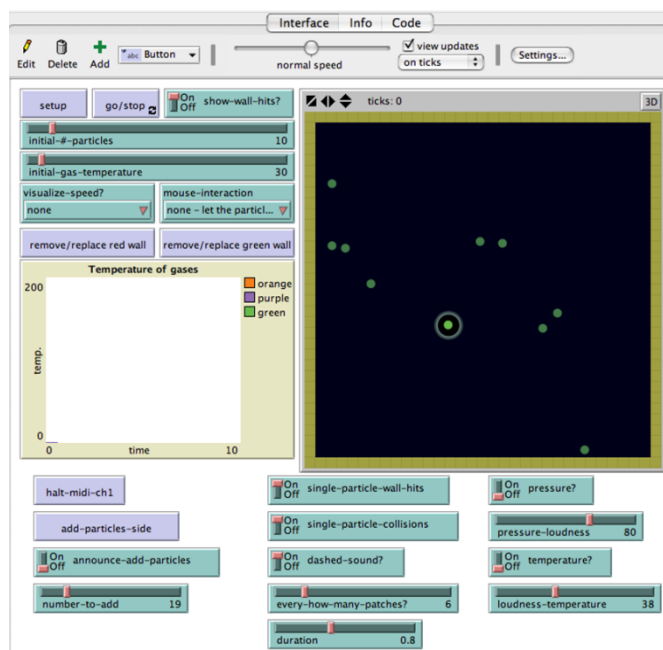 Interface Info Code
Edit Delete Add abc Button normal speed view updates on ticks Settings...
setup go/stop On Off show-wall-hits?
ticks: 0 3D
initial-#-particles 10
initial-gas-temperature 30
visualize-speed? mouse-interaction
none none - let the particl...
remove/replace red wall remove/replace green wall
Temperature of gases
200
temp.
0
0 time 10
orange
purple
green
halt-midi-ch1
add-particles-side
On Off announce-add-particles
number-to-add 19
On Off single-particle-wall-hits
On Off single-particle-collisions
On Off dashed-sound?
every-how-many-patches? 6
duration 0.8
On Off pressure?
pressure-loudness 80
On Off temperature?
loudness-temperature 38